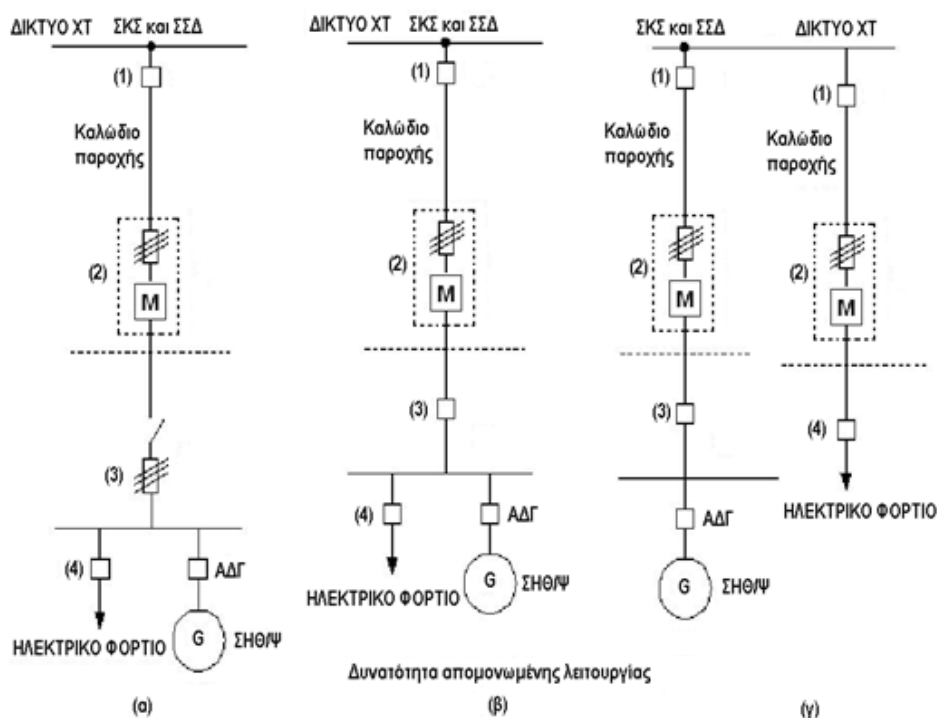 ΔΙΚΤΥΟ ΧΤ ΣΚΣ και ΣΣΔ
(1)
Καλώδιο
παροχής
(2)
M
(3)
(4)
ΑΔΓ
G
ΣΗΘ/Ψ
ΗΛΕΚΤΡΙΚΟ ΦΟΡΤΙΟ
(α)
ΔΙΚΤΥΟ ΧΤ ΣΚΣ και ΣΣΔ
(1)
Καλώδιο
παροχής
(2)
M
(3)
(4)
ΑΔΓ
G
ΣΗΘ/Ψ
ΗΛΕΚΤΡΙΚΟ ΦΟΡΤΙΟ
Δυνατότητα απομονωμένης λειτουργίας
(β)
ΣΚΣ και ΣΣΔ
(1)
Καλώδιο
παροχής
(2)
M
(3)
ΑΔΓ
G
ΣΗΘ/Ψ
ΔΙΚΤΥΟ ΧΤ
(1)
Καλώδιο
παροχής
(2)
M
(4)
ΗΛΕΚΤΡΙΚΟ ΦΟΡΤΙΟ
(γ)